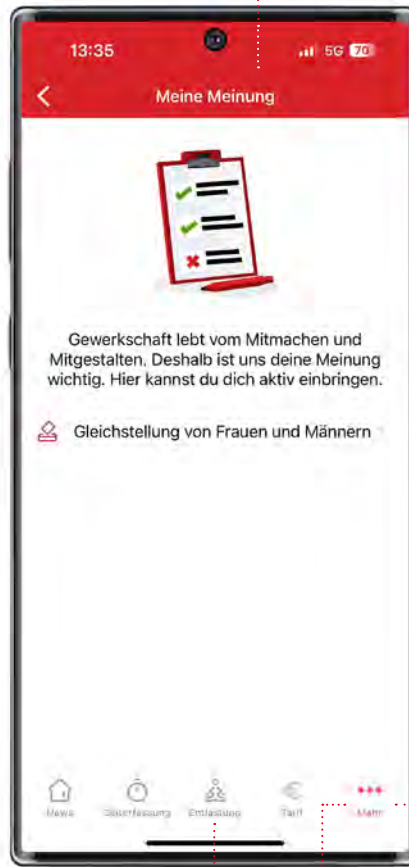 13:35
5G 70
Meine Meinung
Gewerkschaft lebt vom Mitmachen und
Mitgestalten. Deshalb ist uns deine Meinung
wichtig. Hier kannst du dich aktiv einbringen.
Gleichstellung von Frauen und Männern
News
Entlastung
Tarif
Mehr